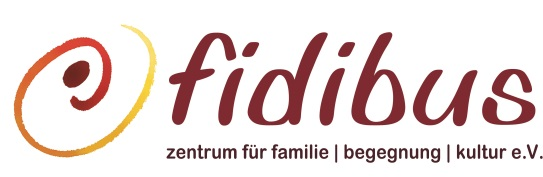 fidibus
zentrum für familie | begegnung | kultur e.V.